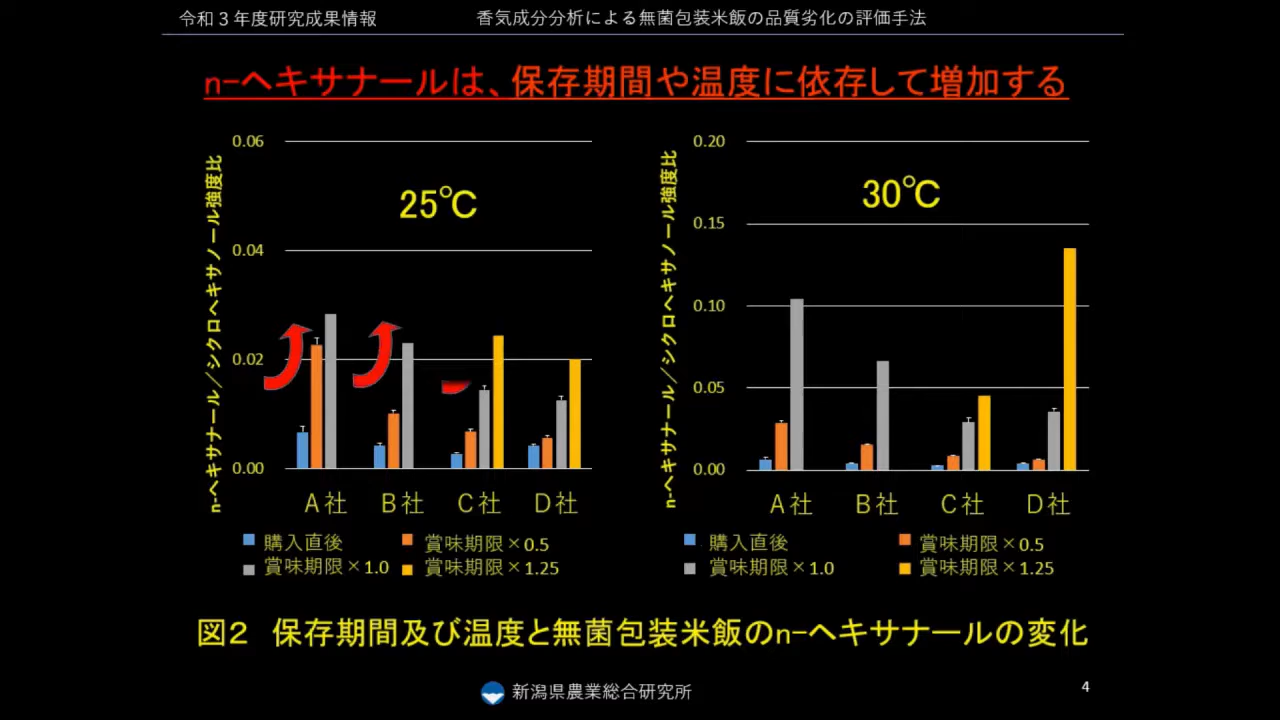 令和３年度研究成果情報 香気成分分析による無菌包装米飯の品質劣化の評価手法
n-ヘキサナールは、保存期間や温度に依存して増加する
n-ヘキサナール／シクロヘキサノール強度比
0.06
0.04
0.02
0.00
25℃
A社 B社 C社 D社
購入直後 賞味期限×0.5
賞味期限×1.0 賞味期限×1.25
n-ヘキサナール／シクロヘキサノール強度比
0.20
0.15
0.10
0.05
0.00
30℃
A社 B社 C社 D社
購入直後 賞味期限×0.5
賞味期限×1.0 賞味期限×1.25
図２ 保存期間及び温度と無菌包装米飯のn-ヘキサナールの変化
新潟県農業総合研究所
4